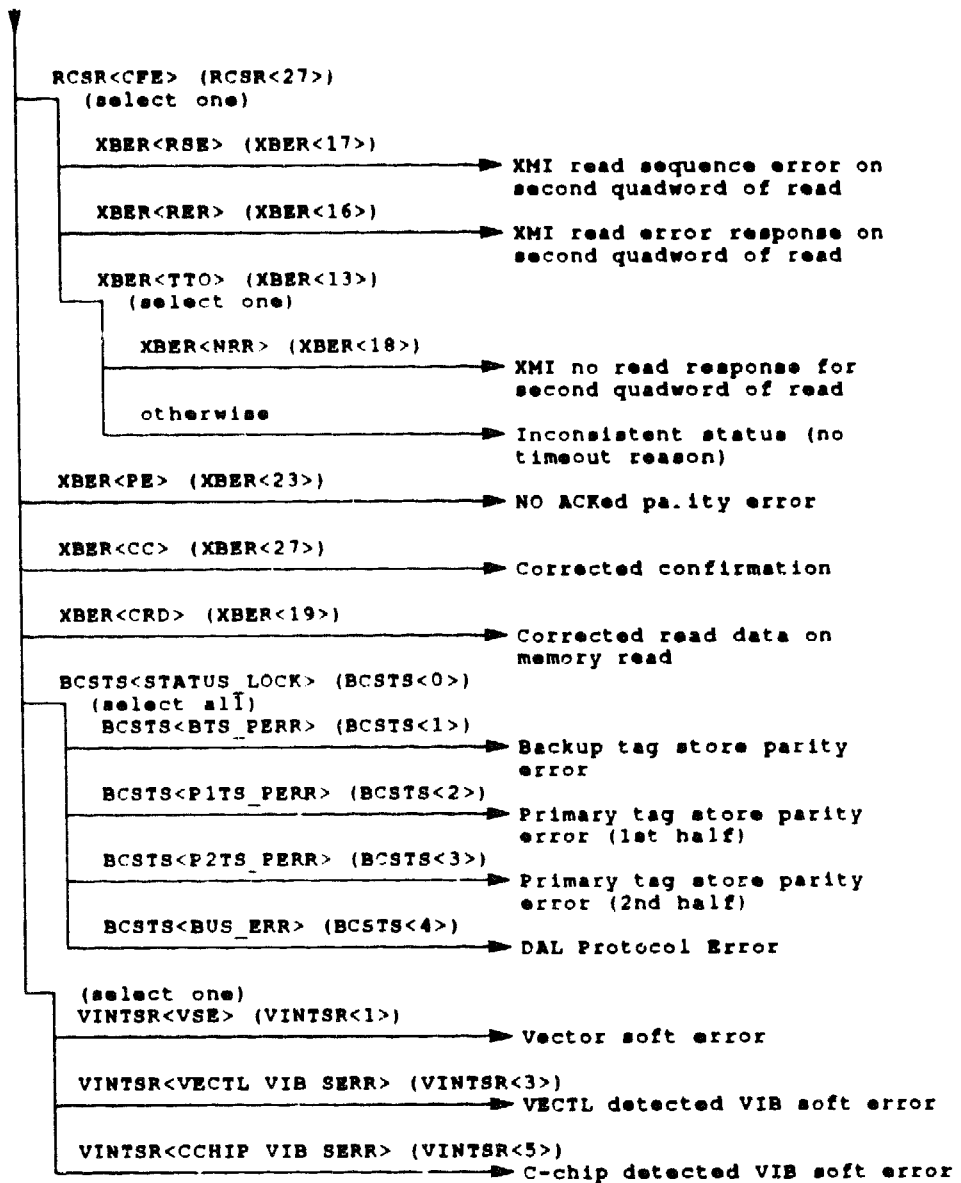 RCSR<CFE> (RCSR<27>)
(select one)
XBER<RSE> (XBER<17>)
XMI read sequence error on
second quadword of read
XBER<RER> (XBER<16>)
XMI read error response on
second quadword of read
XBER<TTO> (XBER<13>)
(select one)
XBER<NRR> (XBER<18>)
XMI no read response for
second quadword of read
otherwise
Inconsistent status (no
timeout reason)
XBER<PE> (XBER<23>)
NO ACKed pa.ity error
XBER<CC> (XBER<27>)
Corrected confirmation
XBER<CRD> (XBER<19>)
Corrected read data on
memory read
BCSTS<STATUS_LOCK> (BCSTS<0>)
(select all)
BCSTS<BTS_PERR> (BCSTS<1>)
Backup tag store parity
error
BCSTS<P1TS_PERR> (BCSTS<2>)
Primary tag store parity
error (1st half)
BCSTS<P2TS_PERR> (BCSTS<3>)
Primary tag store parity
error (2nd half)
BCSTS<BUS_ERR> (BCSTS<4>)
DAL Protocol Error
(select one)
VINTSR<VSE> (VINTSR<1>)
Vector soft error
VINTSR<VECTL VIB SERR> (VINTSR<3>)
VECTL detected VIB soft error
VINTSR<CCHIP VIB SERR> (VINTSR<5>)
C-chip detected VIB soft error